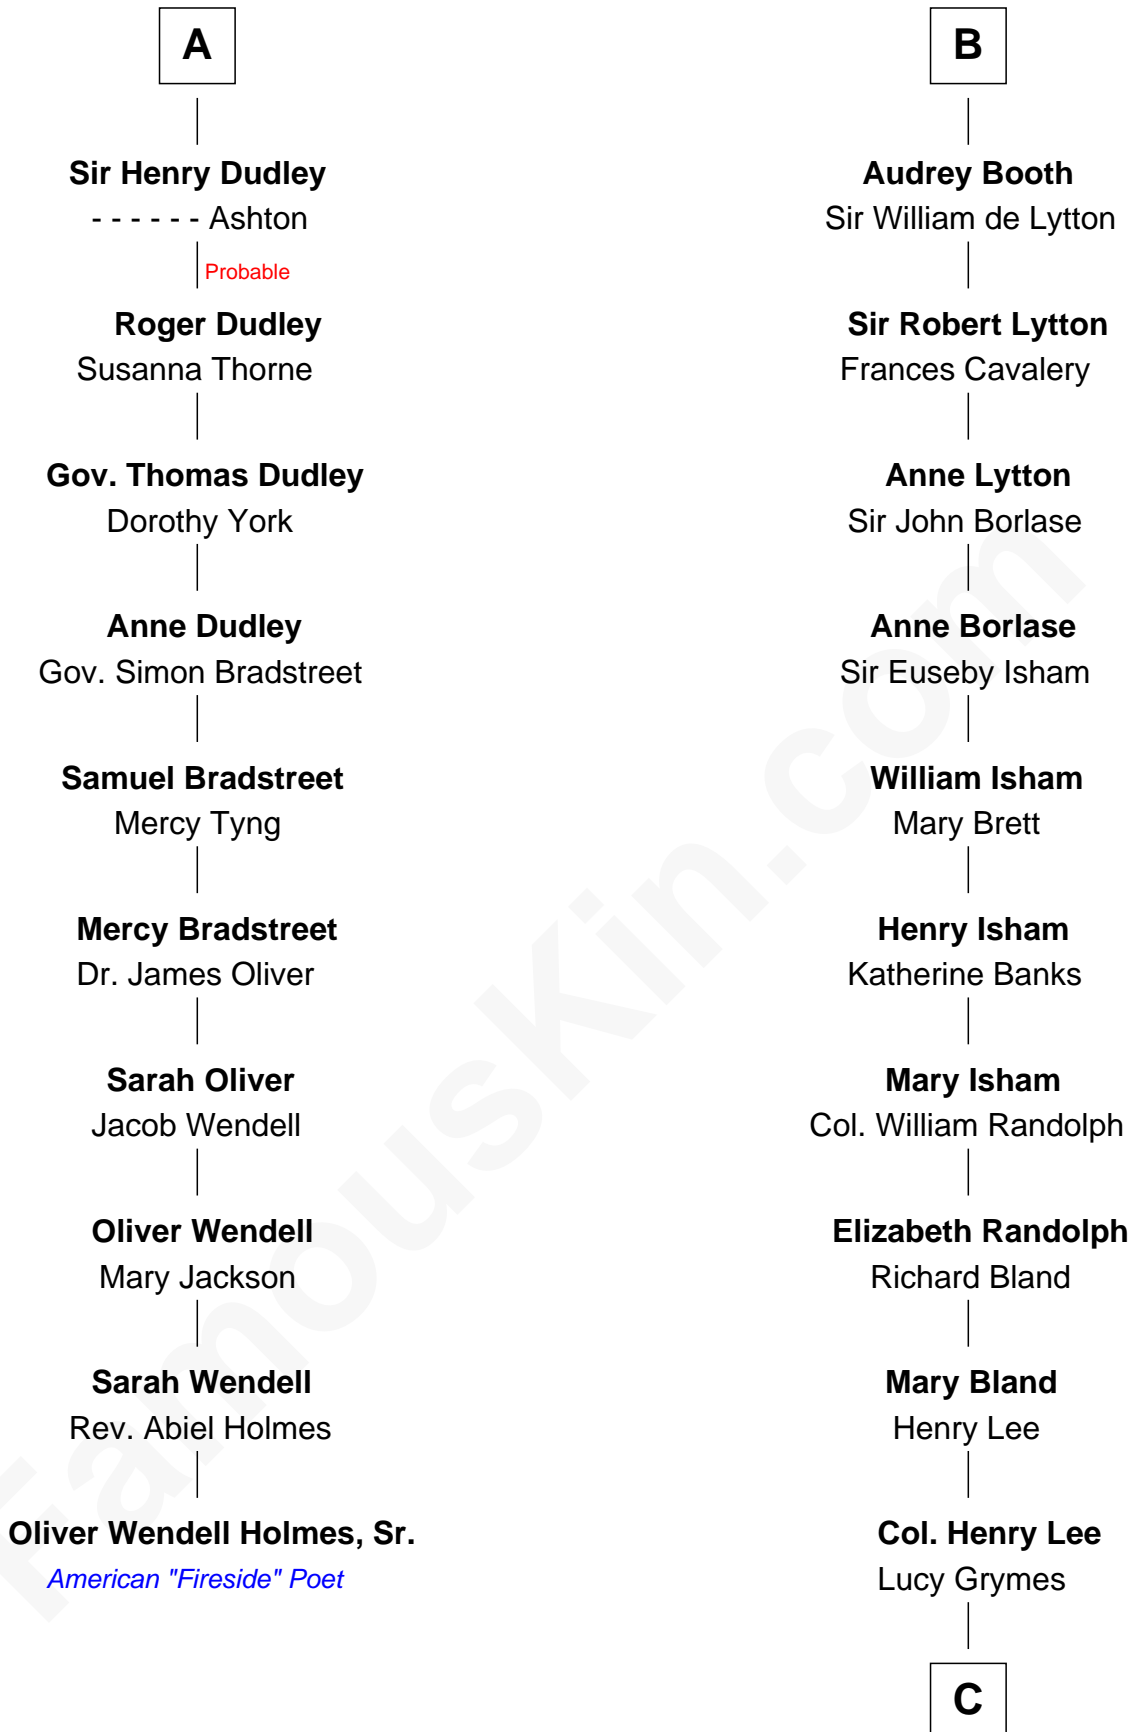 A
Sir Henry Dudley
- - - - - - Ashton
Probable
Roger Dudley
Susanna Thorne
Gov. Thomas Dudley
Dorothy York
Anne Dudley
Gov. Simon Bradstreet
Samuel Bradstreet
Mercy Tyng
Mercy Bradstreet
Dr. James Oliver
Sarah Oliver
Jacob Wendell
Oliver Wendell
Mary Jackson
Sarah Wendell
Rev. Abiel Holmes
Oliver Wendell Holmes, Sr.
American "Fireside" Poet
B
Audrey Booth
Sir William de Lytton
Sir Robert Lytton
Frances Cavalery
Anne Lytton
Sir John Borlase
Anne Borlase
Sir Euseby Isham
William Isham
Mary Brett
Henry Isham
Katherine Banks
Mary Isham
Col. William Randolph
Elizabeth Randolph
Richard Bland
Mary Bland
Henry Lee
Col. Henry Lee
Lucy Grymes
C
FamousKin.com